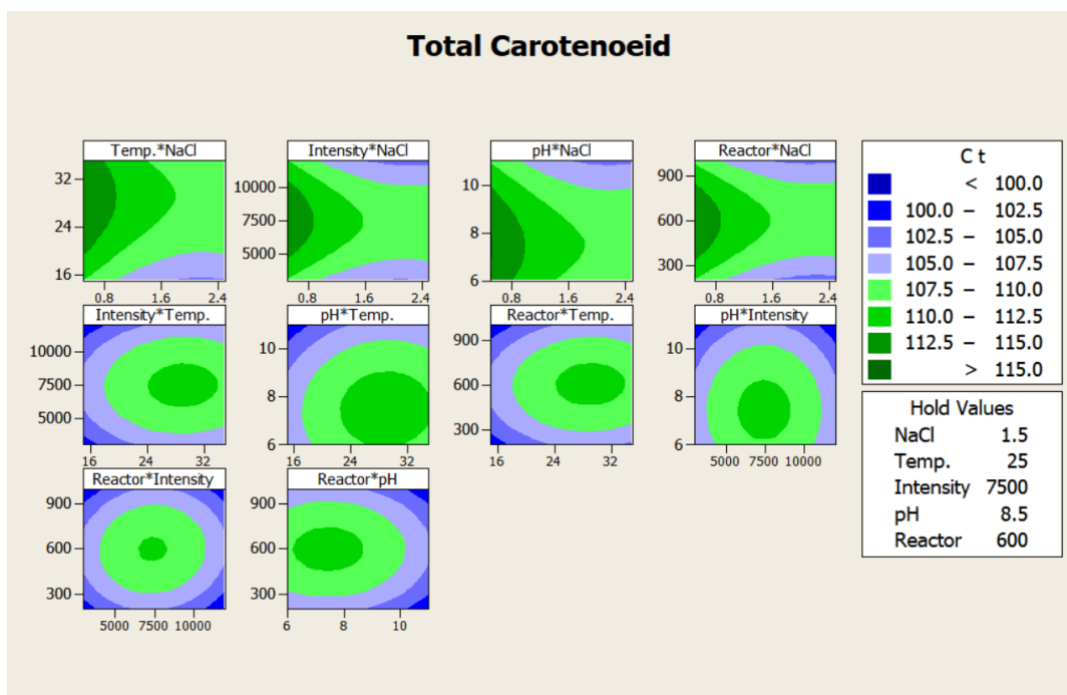 Total Carotenoeid
Temp.*NaCl
32
24
16
0.8 1.6 2.4
Intensity*NaCl
10000
7500
5000
0.8 1.6 2.4
pH*NaCl
10
8
6
0.8 1.6 2.4
Reactor*NaCl
900
600
300
0.8 1.6 2.4
Intensity*Temp.
10000
7500
5000
16 24 32
pH*Temp.
10
8
6
16 24 32
Reactor*Temp.
900
600
300
16 24 32
pH*Intensity
10
8
6
5000 7500 10000
Reactor*Intensity
900
600
300
5000 7500 10000
Reactor*pH
900
600
300
6 8 10
C t
< 100.0
100.0 – 102.5
102.5 – 105.0
105.0 – 107.5
107.5 – 110.0
110.0 – 112.5
112.5 – 115.0
> 115.0
Hold Values
NaCl 1.5
Temp. 25
Intensity 7500
pH 8.5
Reactor 600